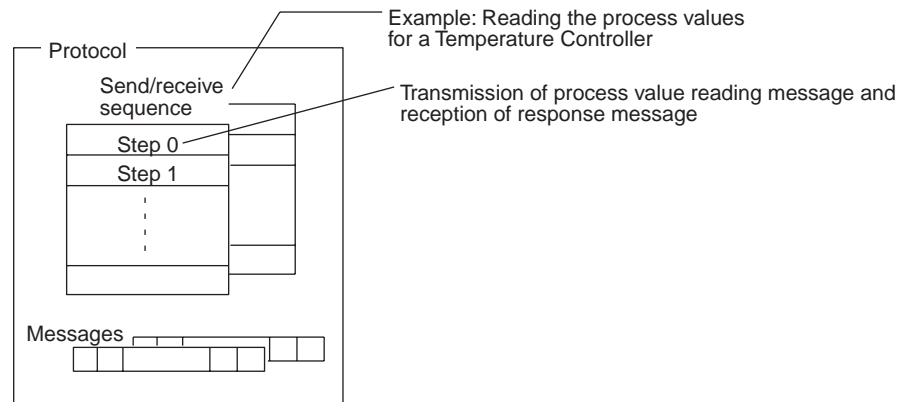 Example: Reading the process values
for a Temperature Controller
Protocol
Send/receive
sequence
Transmission of process value reading message and
reception of response message
Step 0
Step 1
Messages